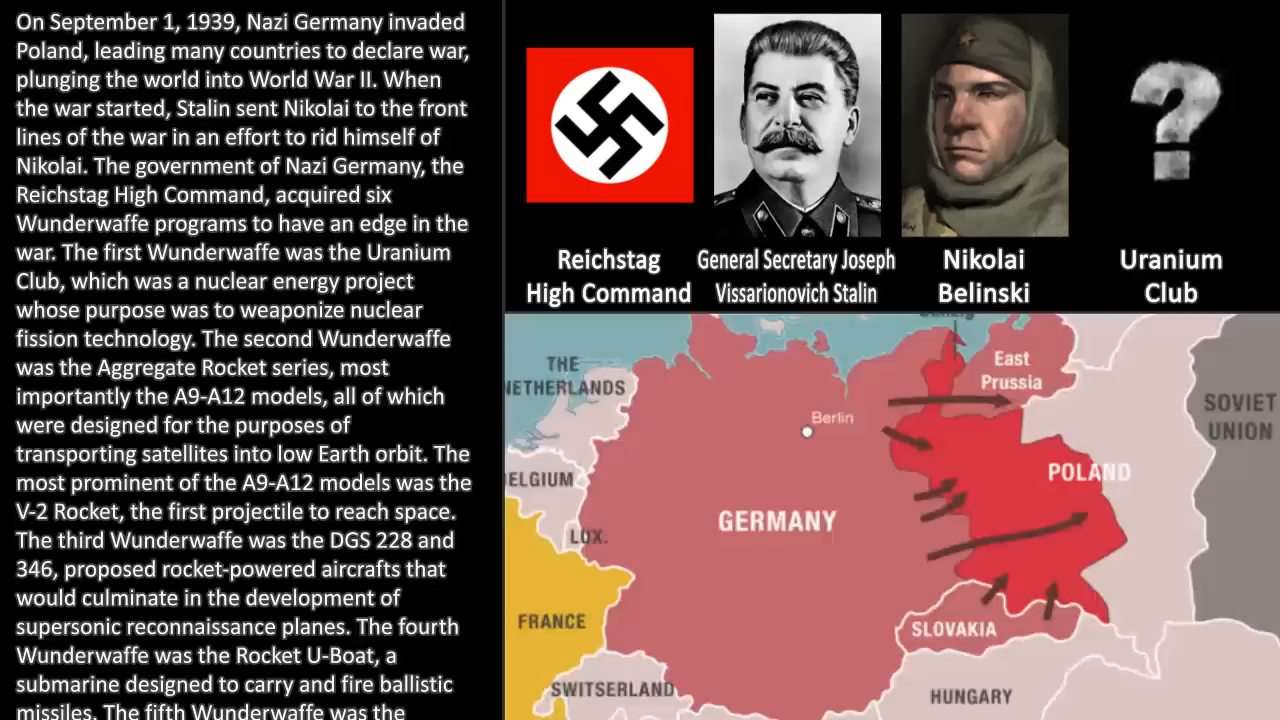 On September 1, 1939, Nazi Germany invaded
Poland, leading many countries to declare war,
plunging the world into World War II. When
the war started, Stalin sent Nikolai to the front
lines of the war in an effort to rid himself of
Nikolai. The government of Nazi Germany, the
Reichstag High Command, acquired six
Wunderwaffe programs to have an edge in the
war. The first Wunderwaffe was the Uranium
Club, which was a nuclear energy project
whose purpose was to weaponize nuclear
fission technology. The second Wunderwaffe
was the Aggregate Rocket series, most
importantly the A9-A12 models, all of which
were designed for the purposes of
transporting satellites into low Earth orbit. The
most prominent of the A9-A12 models was the
V-2 Rocket, the first projectile to reach space.
The third Wunderwaffe was the DGS 228 and
346, proposed rocket-powered aircrafts that
would culminate in the development of
supersonic reconnaissance planes. The fourth
Wunderwaffe was the Rocket U-Boat, a
submarine designed to carry and fire ballistic
missiles. The fifth Wunderwaffe was the
?
Reichstag
High Command
General Secretary Joseph
Vissarionovich Stalin
Nikolai
Belinski
Uranium
Club
Danzig
THE
NETHERLANDS
East
Prussia
Berlin
SOVIET
UNION
ELGIUM
POLAND
GERMANY
LUX.
FRANCE
SLOVAKIA
SWITZERLAND
HUNGARY